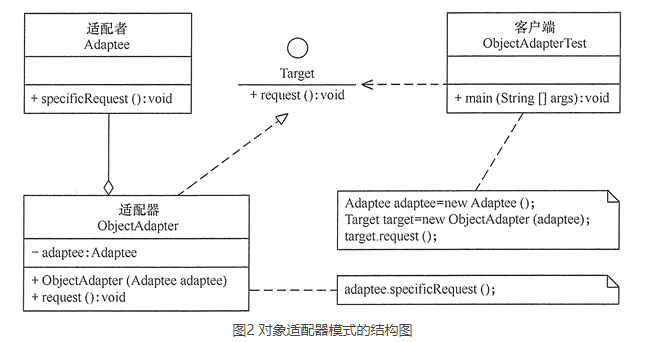 适配者
Adaptee
+ specificRequest ():void
Target
+ request ():void
客户端
ObjectAdapterTest
+ main (String [] args):void
适配器
ObjectAdapter
− adaptee:Adaptee
+ ObjectAdapter (Adaptee adaptee)
+ request ():void
Adaptee adaptee=new Adaptee ();
Target target=new ObjectAdapter (adaptee);
target.request ();
adaptee.specificRequest ();
图2 对象适配器模式的结构图